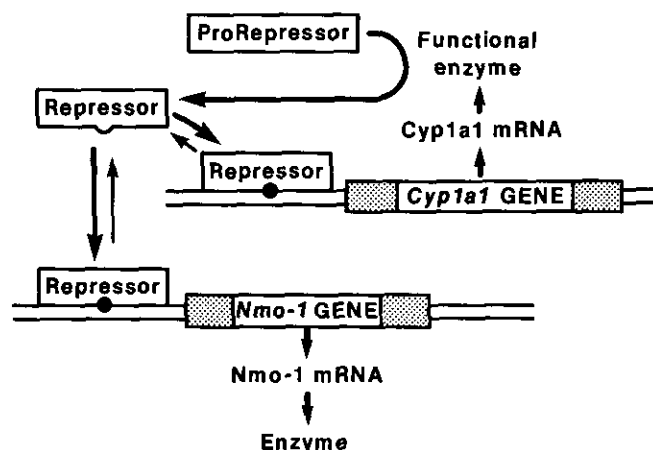 ProRepressor
Functional
enzyme
Repressor
Cyp1a1 mRNA
Repressor
Cyp1a1 GENE
Repressor
Nmo-1 GENE
Nmo-1 mRNA
Enzyme